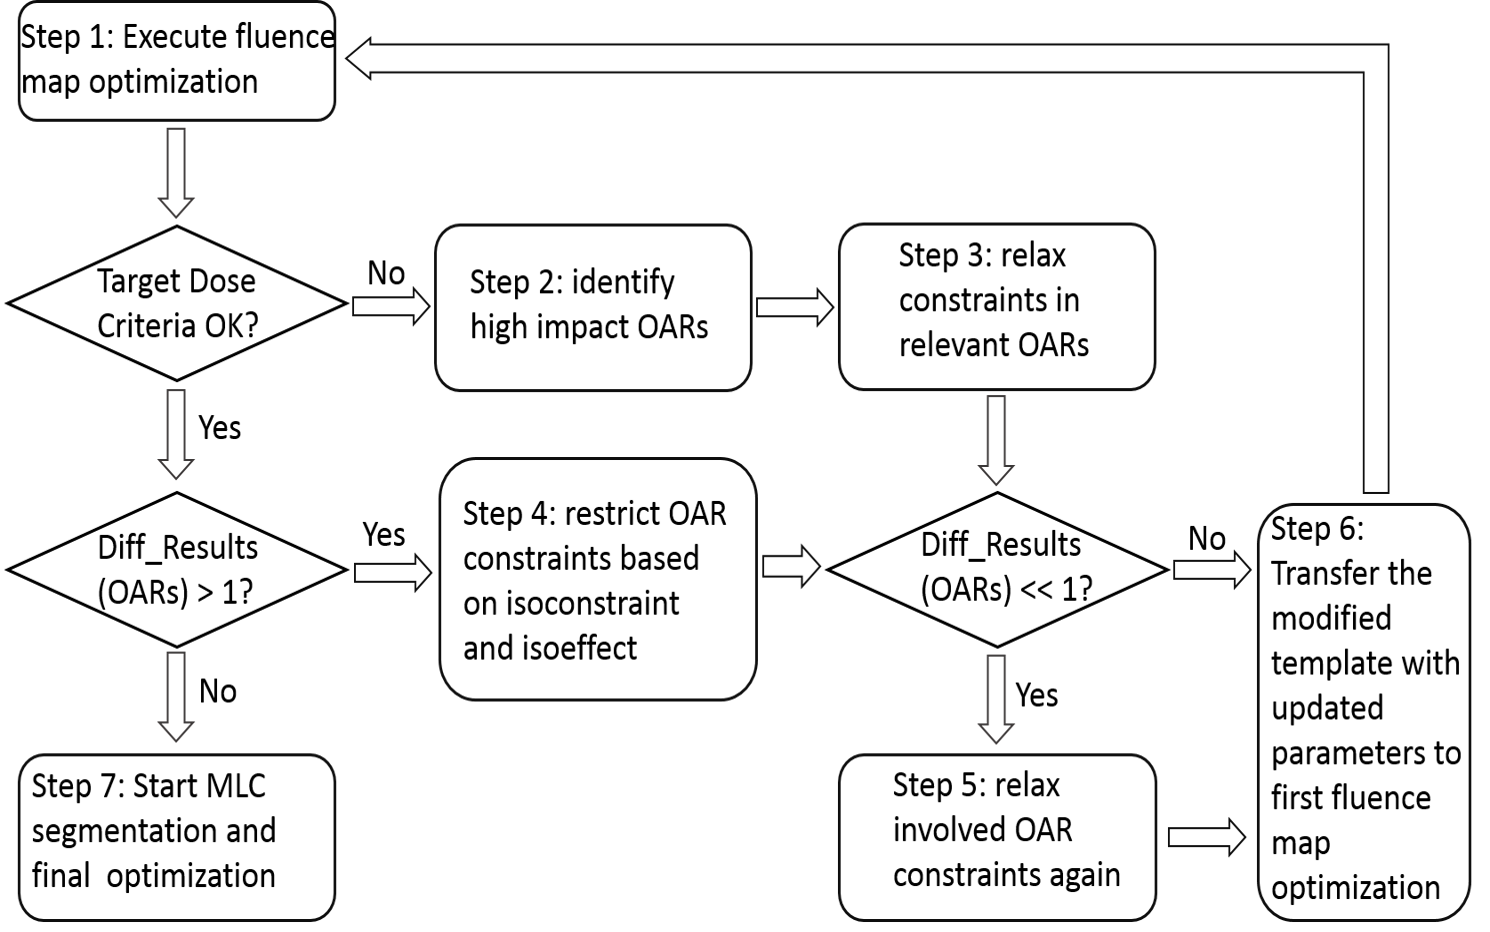 Step 1: Execute fluence
map optimization
Target Dose
Criteria OK?
No
Step 2: identify
high impact OARs
Step 3: relax
constraints in
relevant OARs
Yes
Diff_Results
(OARs) > 1?
Yes
Step 4: restrict OAR
constraints based
on isoconstraint
and isoeffect
Diff_Results
(OARs) << 1?
No
Step 6:
Transfer the
modified
template with
updated
parameters to
first fluence
map
optimization
No
Yes
Step 7: Start MLC
segmentation and
final  optimization
Step 5: relax
involved OAR
constraints again